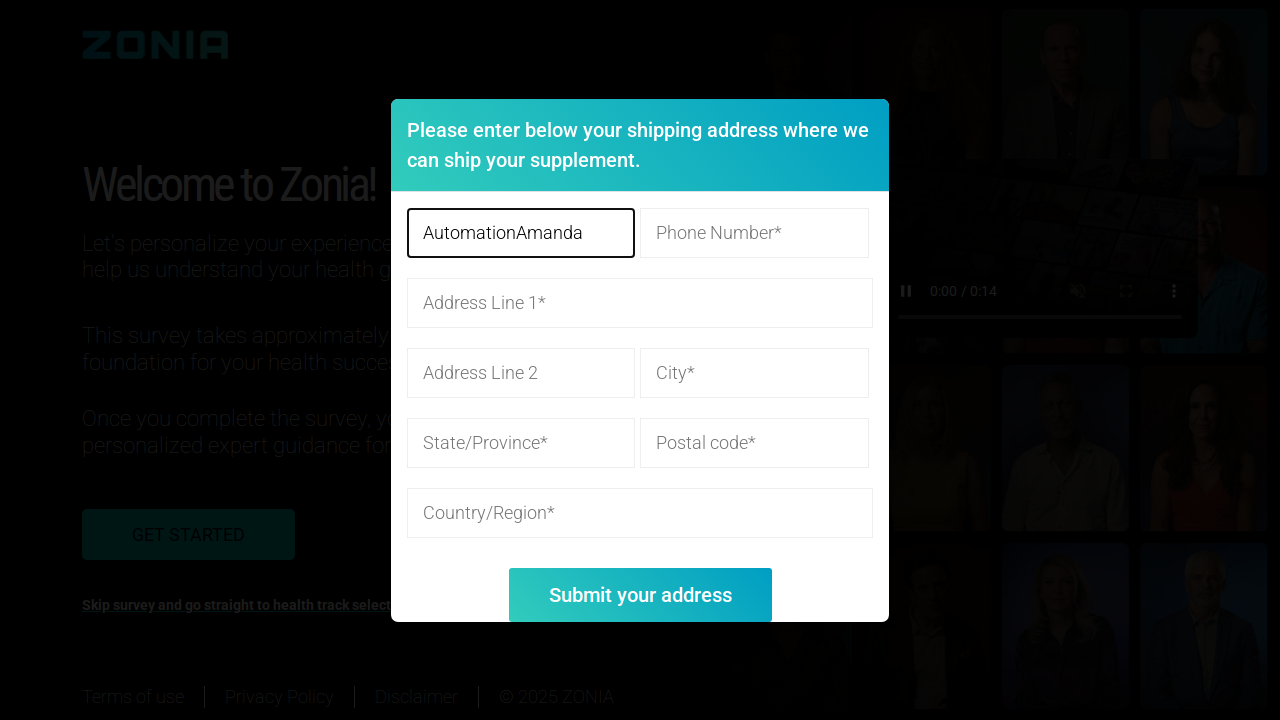 ZONIA
Please enter below your shipping address where we
can ship your supplement.
AutomationAmanda
Phone Number*
Address Line 1*
Address Line 2
City*
State/Province*
Postal code*
Country/Region*
Submit your address
Welcome to Zonia!
Let's personalize your experience
help us understand your health g
This survey takes approximately
foundation for your health succe
Once you complete the survey, yo
personalized expert guidance for
GET STARTED
Skip survey and go straight to health track select
0:00 / 0:14
Terms of use
Privacy Policy
Disclaimer
© 2025 ZONIA